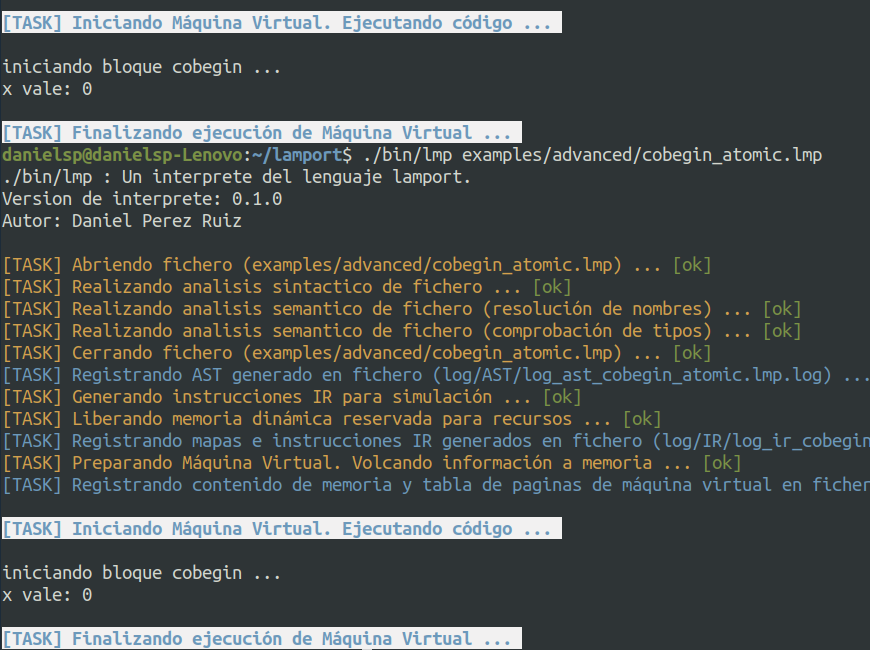 [TASK] Iniciando Máquina Virtual. Ejecutando código ...
iniciando bloque cobegin ...
x vale: 0
[TASK] Finalizando ejecución de Máquina Virtual ...
danielsp@danielsp-Lenovo:~/lamport$ ./bin/lmp examples/advanced/cobegin_atomic.lmp
./bin/lmp : Un interprete del lenguaje lamport.
Version de interprete: 0.1.0
Autor: Daniel Perez Ruiz
[TASK] Abriendo fichero (examples/advanced/cobegin_atomic.lmp) ... [ok]
[TASK] Realizando analisis sintactico de fichero ... [ok]
[TASK] Realizando analisis semantico de fichero (resolución de nombres) ... [ok]
[TASK] Realizando analisis semantico de fichero (comprobación de tipos) ... [ok]
[TASK] Cerrando fichero (examples/advanced/cobegin_atomic.lmp) ... [ok]
[TASK] Registrando AST generado en fichero (log/AST/log_ast_cobegin_atomic.lmp.log) ...
[TASK] Generando instrucciones IR para simulación ... [ok]
[TASK] Liberando memoria dinámica reservada para recursos ... [ok]
[TASK] Registrando mapas e instrucciones IR generados en fichero (log/IR/log_ir_cobegin
[TASK] Preparando Máquina Virtual. Volcando información a memoria ... [ok]
[TASK] Registrando contenido de memoria y tabla de paginas de máquina virtual en ficher
[TASK] Iniciando Máquina Virtual. Ejecutando código ...
iniciando bloque cobegin ...
x vale: 0
[TASK] Finalizando ejecución de Máquina Virtual ...